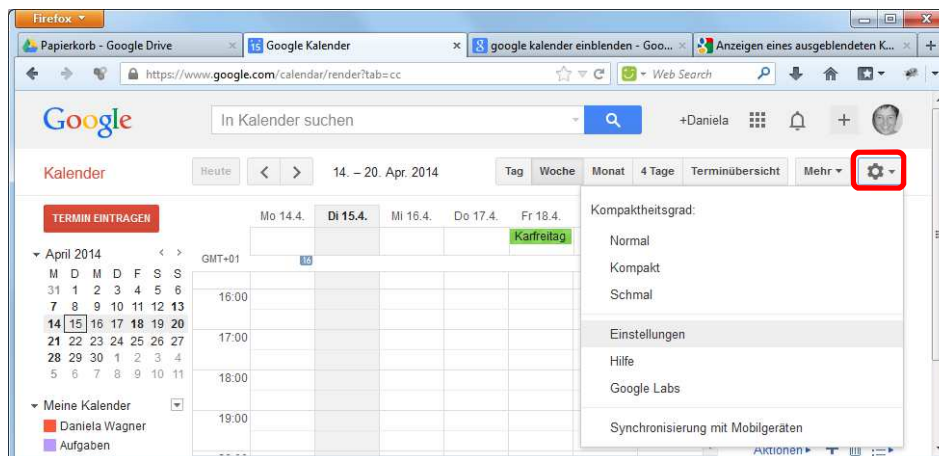 Firefox
Papierkorb - Google Drive
15 Google Kalender
google kalender einblenden - Goo...
Anzeigen eines ausgeblendeten K...
https://www.google.com/calendar/render?tab=cc
Web Search
Google
In Kalender suchen
+Daniela
Kalender
Heute
14. – 20. Apr. 2014
Tag Woche Monat 4 Tage Terminübersicht Mehr
TERMIN EINTRAGEN
April 2014
M D M D F S S
31 1 2 3 4 5 6
7 8 9 10 11 12 13
14 15 16 17 18 19 20
21 22 23 24 25 26 27
28 29 30 1 2 3 4
5 6 7 8 9 10 11
Meine Kalender
Daniela Wagner
Aufgaben
Mo 14.4. Di 15.4. Mi 16.4. Do 17.4. Fr 18.4.
Karfreitag
GMT+01
16
16:00
17:00
18:00
19:00
Kompaktheitsgrad:
Normal
Kompakt
Schmal
Einstellungen
Hilfe
Google Labs
Synchronisierung mit Mobilgeräten
Aktionen